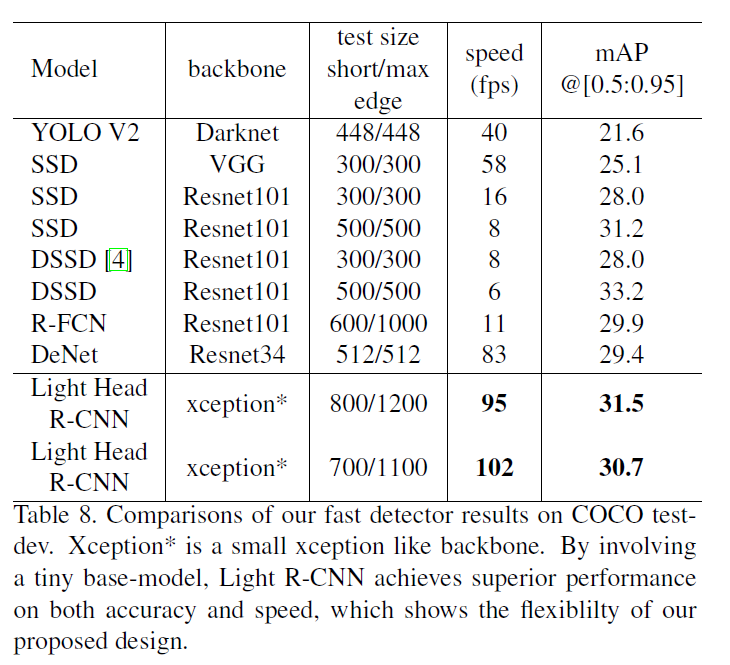 Model backbone test size short/max edge speed (fps) mAP @[0.5:0.95]
YOLO V2 Darknet 448/448 40 21.6
SSD VGG 300/300 58 25.1
SSD Resnet101 300/300 16 28.0
SSD Resnet101 500/500 8 31.2
DSSD [4] Resnet101 300/300 8 28.0
DSSD Resnet101 500/500 6 33.2
R-FCN Resnet101 600/1000 11 29.9
DeNet Resnet34 512/512 83 29.4
Light Head R-CNN xception* 800/1200 95 31.5
Light Head R-CNN xception* 700/1100 102 30.7
Table 8. Comparisons of our fast detector results on COCO test-
dev. Xception* is a small xception like backbone. By involving
a tiny base-model, Light R-CNN achieves superior performance
on both accuracy and speed, which shows the flexiblilty of our
proposed design.